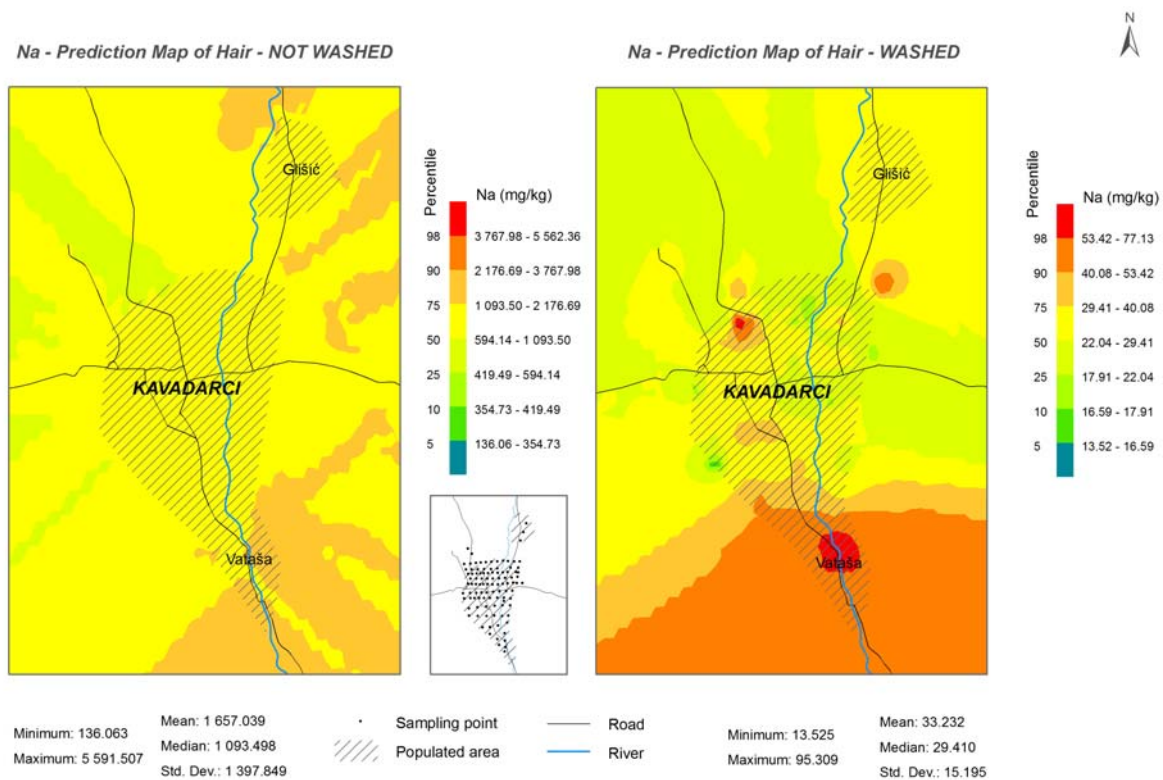 N
Na - Prediction Map of Hair - NOT WASHED
Na - Prediction Map of Hair - WASHED
Glišić
KAVADARCI
Vataša
Percentile
Na (mg/kg)
98
90
75
50
25
10
5
3 767.98 - 5 562.36
2 176.69 - 3 767.98
1 093.50 - 2 176.69
594.14 - 1 093.50
419.49 - 594.14
354.73 - 419.49
136.06 - 354.73
Glišić
KAVADARCI
Vataša
Percentile
Na (mg/kg)
98
90
75
50
25
10
5
53.42 - 77.13
40.08 - 53.42
29.41 - 40.08
22.04 - 29.41
17.91 - 22.04
16.59 - 17.91
13.52 - 16.59
Minimum: 136.063
Maximum: 5 591.507
Mean: 1 657.039
Median: 1 093.498
Std. Dev.: 1 397.849
Sampling point
Populated area
Road
River
Minimum: 13.525
Maximum: 95.309
Mean: 33.232
Median: 29.410
Std. Dev.: 15.195